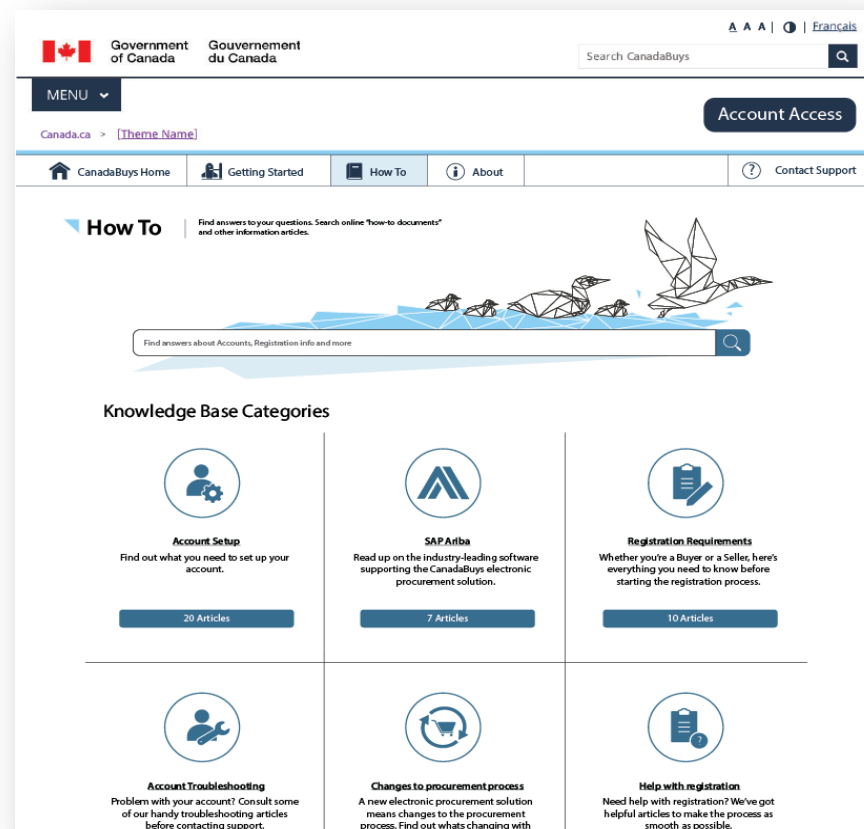 A A A | | Français
Government Gouvernement
of Canada du Canada
Search CanadaBuys
MENU
Account Access
Canada.ca > [Theme Name]
CanadaBuys Home Getting Started How To About Contact Support
How To
Find answers to your questions. Search online "how-to documents"
and other information articles.
Find answers about Accounts, Registration info and more
Knowledge Base Categories
Account Setup
Find out what you need to set up your
account.
20 Articles
SAP Ariba
Read up on the industry-leading software
supporting the CanadaBuys electronic
procurement solution.
7 Articles
Registration Requirements
Whether you're a Buyer or a Seller, here's
everything you need to know before
starting the registration process.
10 Articles
Account Troubleshooting
Problem with your account? Consult some
of our handy troubleshooting articles
before contacting support.
Changes to procurement process
A new electronic procurement solution
means changes to the procurement
process. Find out whats changing with
Help with registration
Need help with registration? We've got
helpful articles to make the process as
smooth as possible.